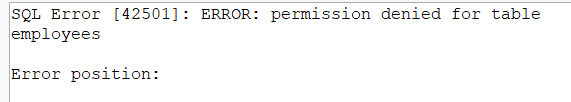 SQL Error [42501]: ERROR: permission denied for table
employees
Error position: